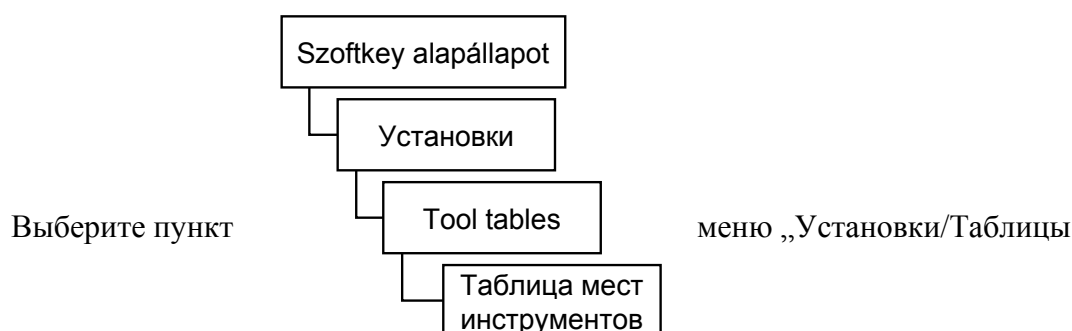 Szoftkey alapállapot
Установки
Tool tables
Выберите пункт
меню „Установки/Таблицы
Таблица мест
инструментов